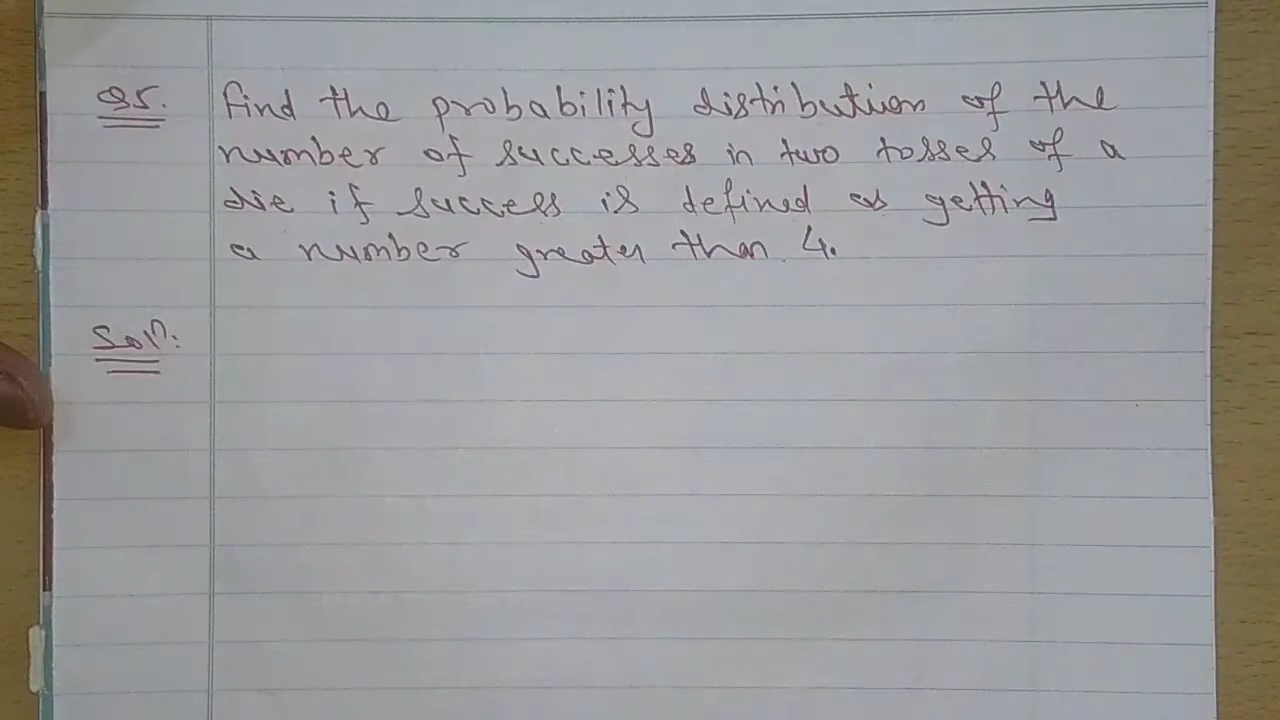 Q5. Find the probability distribution of the
number of successes in two tosses of a
die if success is defined as getting
a number greater than 4.
Soln: